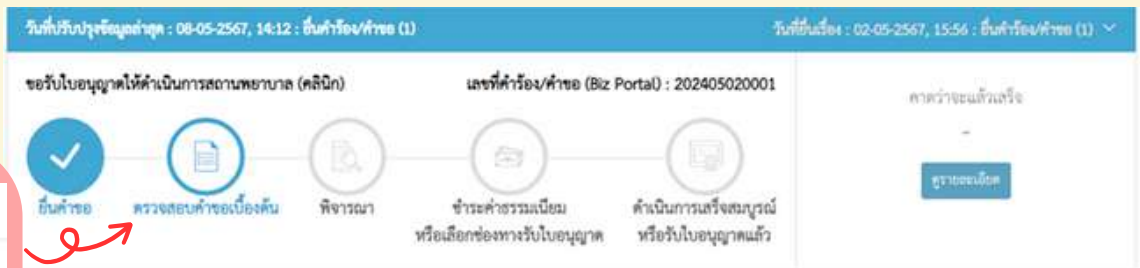 วันที่ปรับปรุงข้อมูลล่าสุด : 08-05-2567, 14:12 : ยื่นคำร้อง/คำขอ (1)
วันที่ยื่นเรื่อง : 02-05-2567, 15:56 : ยื่นคำร้อง/คำขอ (1)
ขอรับใบอนุญาตให้ดำเนินการสถานพยาบาล (คลินิก)
เลขที่คำร้อง/คำขอ (Biz Portal) : 202405020001
คาดว่าจะแล้วเสร็จ
-
ดูรายละเอียด
ยื่นคำขอ
ตรวจสอบคำขอเบื้องต้น
พิจารณา
ชำระค่าธรรมเนียม
หรือเลือกช่องทางรับใบอนุญาต
ดำเนินการเสร็จสมบูรณ์
หรือรับใบอนุญาตแล้ว